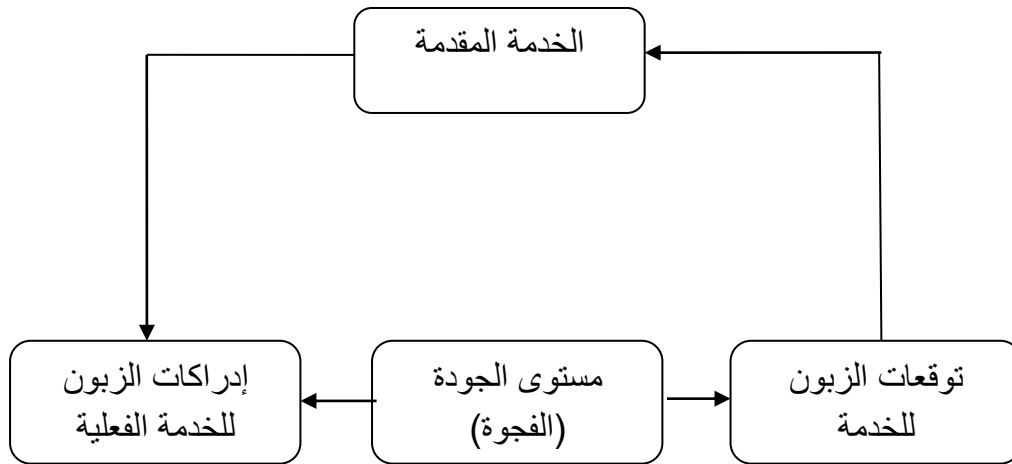 الخدمة المقدمة
توقعات الزبون
للخدمة
مستوى الجودة
(الفجوة)
إدراكات الزبون
للخدمة الفعلية